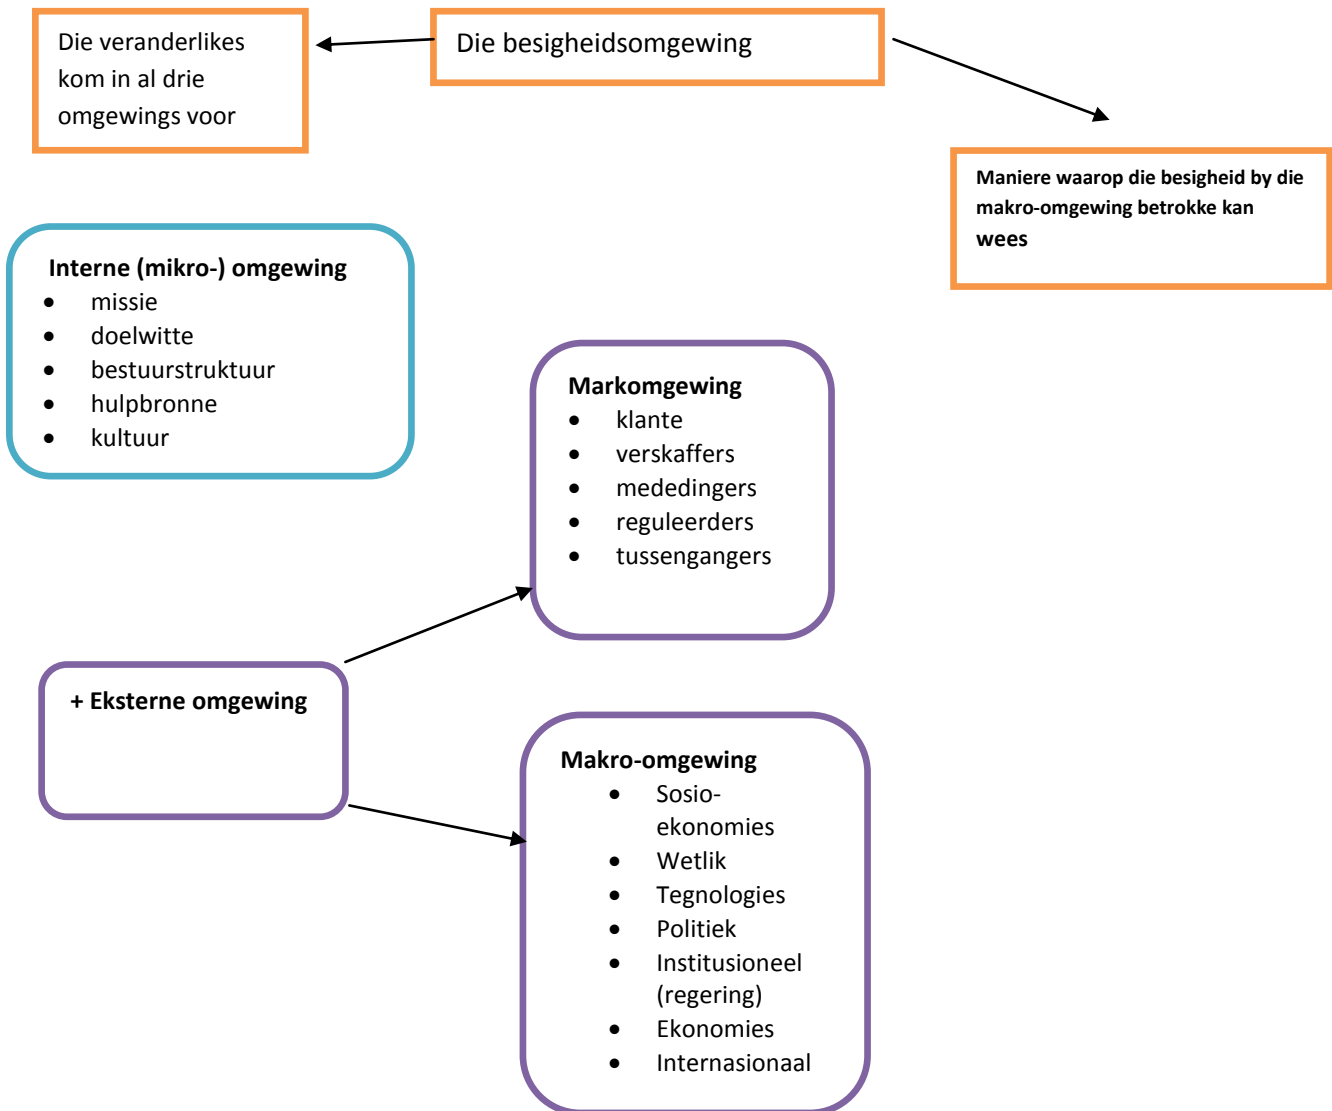 Die veranderlikes
kom in al drie
omgewings voor
Die besigheidsomgewing
Maniere waarop die besigheid by die
makro-omgewing betrokke kan
wees
Interne (mikro-) omgewing
• missie
• doelwitte
• bestuurstruktuur
• hulpbronne
• kultuur
Markomgewing
• klante
• verskaffers
• mededingers
• reguleerders
• tussengangers
+ Eksterne omgewing
Makro-omgewing
• Sosio-
ekonomies
• Wetlik
• Tegnologies
• Politiek
• Institusioneel
(regering)
• Ekonomies
• Internasionaal